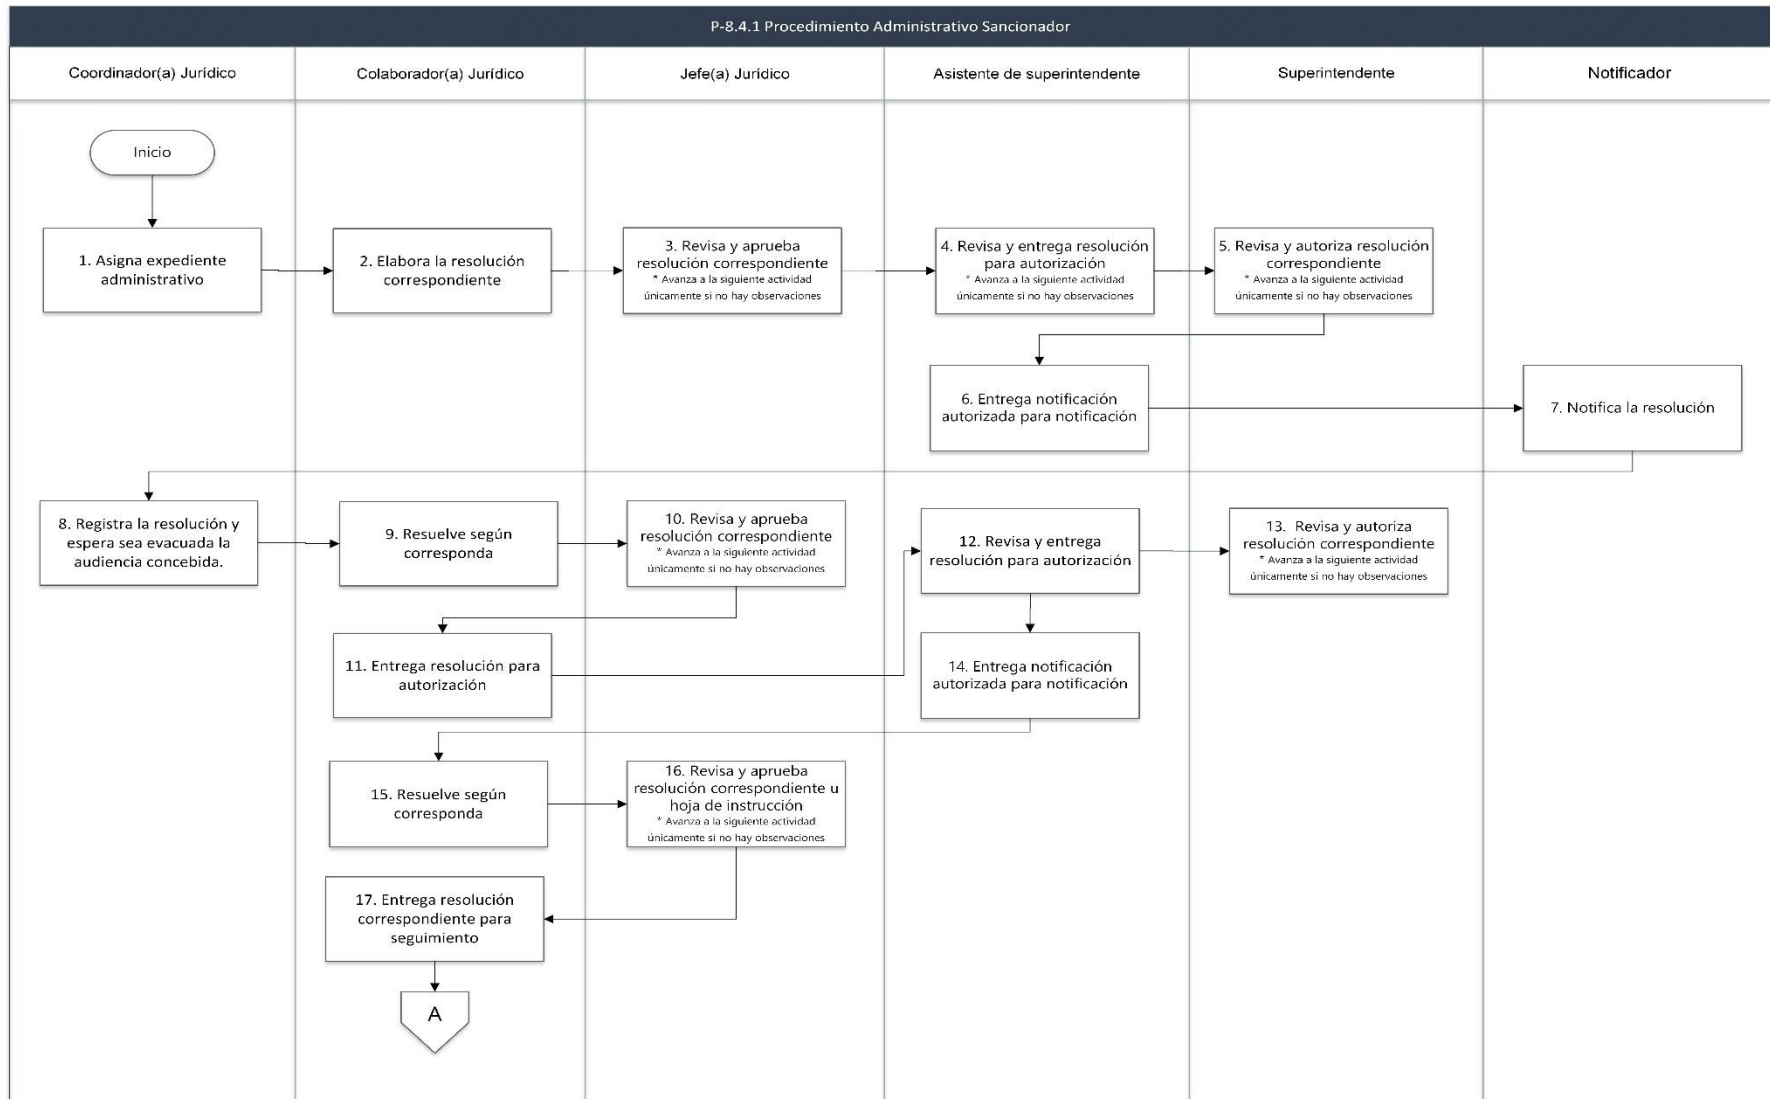 P-8.4.1 Procedimiento Administrativo Sancionador
Coordinador(a) Jurídico
Colaborador(a) Jurídico
Jefe(a) Jurídico
Asistente de superintendente
Superintendente
Notificador
Inicio
1. Asigna expediente
administrativo
2. Elabora la resolución
correspondiente
3. Revisa y aprueba
resolución correspondiente
* Avanza a la siguiente actividad
únicamente si no hay observaciones
4. Revisa y entrega resolución
para autorización
* Avanza a la siguiente actividad
únicamente si no hay observaciones
5. Revisa y autoriza resolución
correspondiente
* Avanza a la siguiente actividad
únicamente si no hay observaciones
6. Entrega notificación
autorizada para notificación
7. Notifica la resolución
8. Registra la resolución y
espera sea evacuada la
audiencia concebida.
9. Resuelve según
corresponda
10. Revisa y aprueba
resolución correspondiente
* Avanza a la siguiente actividad
únicamente si no hay observaciones
12. Revisa y entrega
resolución para autorización
13. Revisa y autoriza
resolución correspondiente
* Avanza a la siguiente actividad
únicamente si no hay observaciones
11. Entrega resolución para
autorización
14. Entrega notificación
autorizada para notificación
15. Resuelve según
corresponda
16. Revisa y aprueba
resolución correspondiente u
hoja de instrucción
* Avanza a la siguiente actividad
únicamente si no hay observaciones
17. Entrega resolución
correspondiente para
seguimiento
A